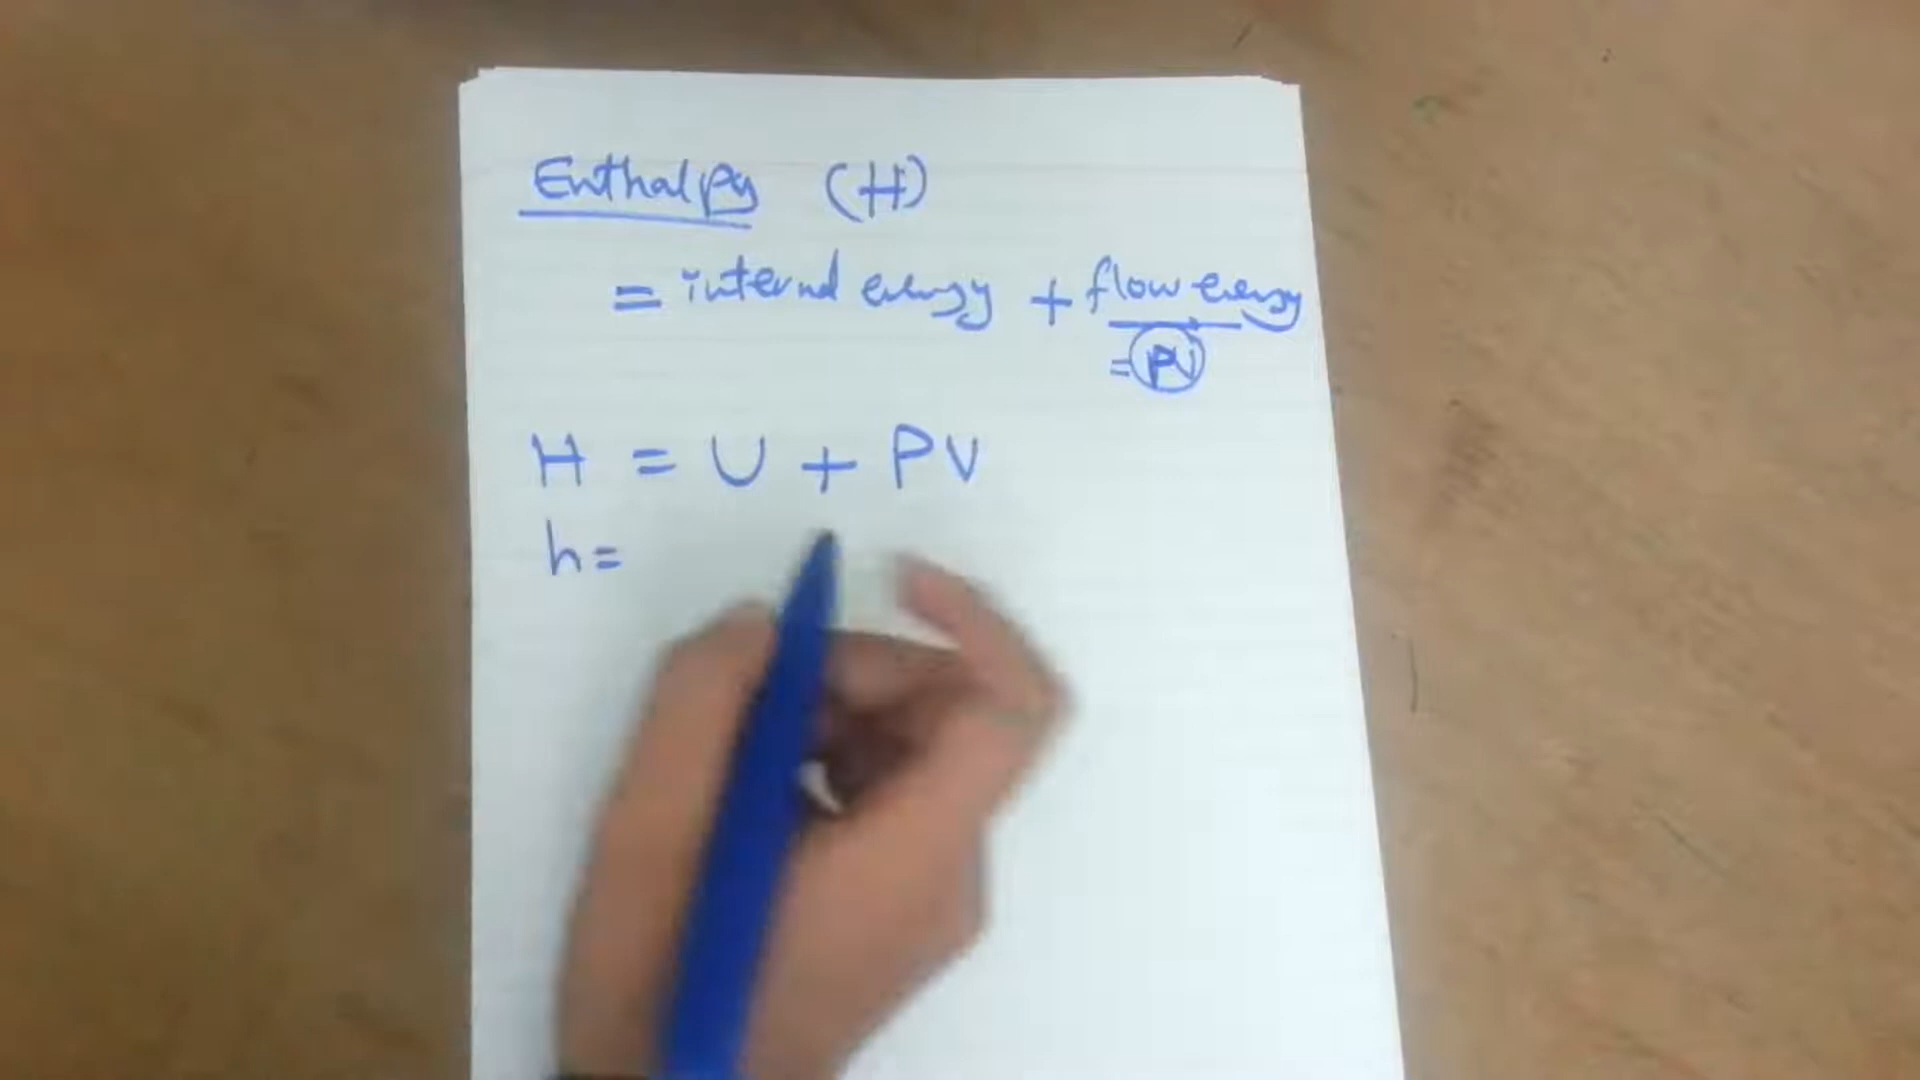 Enthalpy (H)
= internal energy + flow energy
= PV
H = U + PV
h =